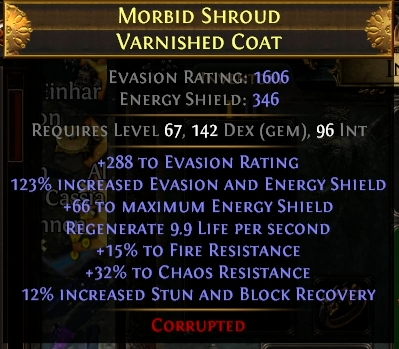 Morbid Shroud
Varnished Coat
Evasion Rating: 1606
Energy Shield: 346
Requires Level 67, 142 Dex (gem), 96 Int
+288 to Evasion Rating
123% increased Evasion and Energy Shield
+66 to maximum Energy Shield
Regenerate 9.9 Life per second
+15% to Fire Resistance
+32% to Chaos Resistance
12% increased Stun and Block Recovery
Corrupted